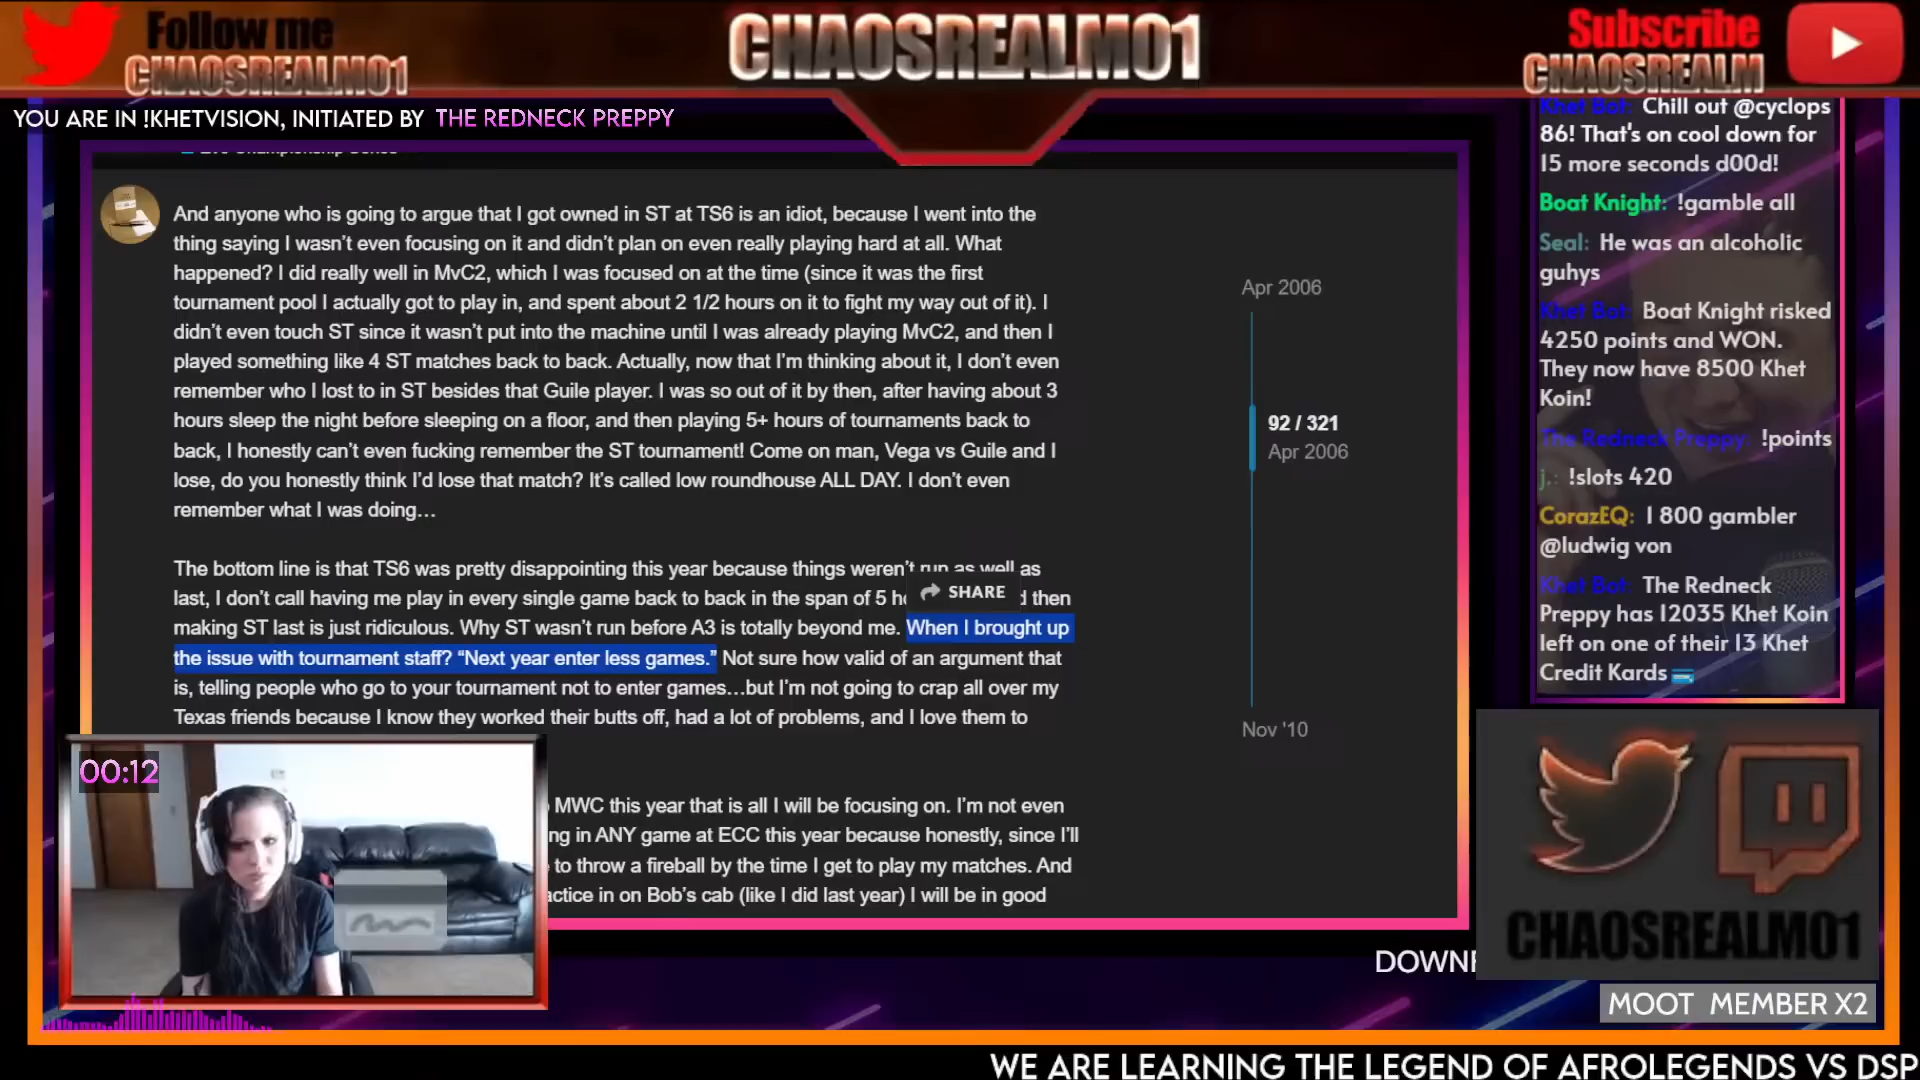 Follow me
CHAOSREALM01
CHAOSREALM01
Subscribe
CHAOSREALM
YOU ARE IN !KHETVISION, INITIATED BY THE REDNECK PREPPY
And anyone who is going to argue that I got owned in ST at TS6 is an idiot, because I went into the
thing saying I wasn’t even focusing on it and didn’t plan on even really playing hard at all. What
happened? I did really well in MvC2, which I was focused on at the time (since it was the first
tournament pool I actually got to play in, and spent about 2 1/2 hours on it to fight my way out of it). I
didn’t even touch ST since it wasn’t put into the machine until I was already playing MvC2, and then I
played something like 4 ST matches back to back. Actually, now that I’m thinking about it, I don’t even
remember who I lost to in ST besides that Guile player. I was so out of it by then, after having about 3
hours sleep the night before sleeping on a floor, and then playing 5+ hours of tournaments back to
back, I honestly can’t even fucking remember the ST tournament! Come on man, Vega vs Guile and I
lose, do you honestly think I’d lose that match? It’s called low roundhouse ALL DAY. I don’t even
remember what I was doing…
The bottom line is that TS6 was pretty disappointing this year because things weren’t run as well as
last, I don’t call having me play in every single game back to back in the span of 5 h
SHARE
d then
making ST last is just ridiculous. Why ST wasn’t run before A3 is totally beyond me. When I brought up
the issue with tournament staff? “Next year enter less games.” Not sure how valid of an argument that
is, telling people who go to your tournament not to enter games…but I’m not going to crap all over my
Texas friends because I know they worked their butts off, had a lot of problems, and I love them to
MWC this year that is all I will be focusing on. I’m not even
ng in ANY game at ECC this year because honestly, since I’ll
to throw a fireball by the time I get to play my matches. And
actice in on Bob’s cab (like I did last year) I will be in good
Apr 2006
92 / 321
Apr 2006
Nov '10
00:12
Khet Bot: Chill out @cyclops
86! That's on cool down for
15 more seconds d00d!
Boat Knight: !gamble all
Seal: He was an alcoholic
guhys
Khet Bot: Boat Knight risked
4250 points and WON.
They now have 8500 Khet
Koin!
The Redneck Preppy: !points
j.: !slots 420
CorazEQ: 1 800 gambler
@ludwig von
Khet Bot: The Redneck
Preppy has 12035 Khet Koin
left on one of their 13 Khet
Credit Kards
CHAOSREALM01
DOWN
MOOT MEMBER X2
WE ARE LEARNING THE LEGEND OF AFROLEGENDS VS DSP